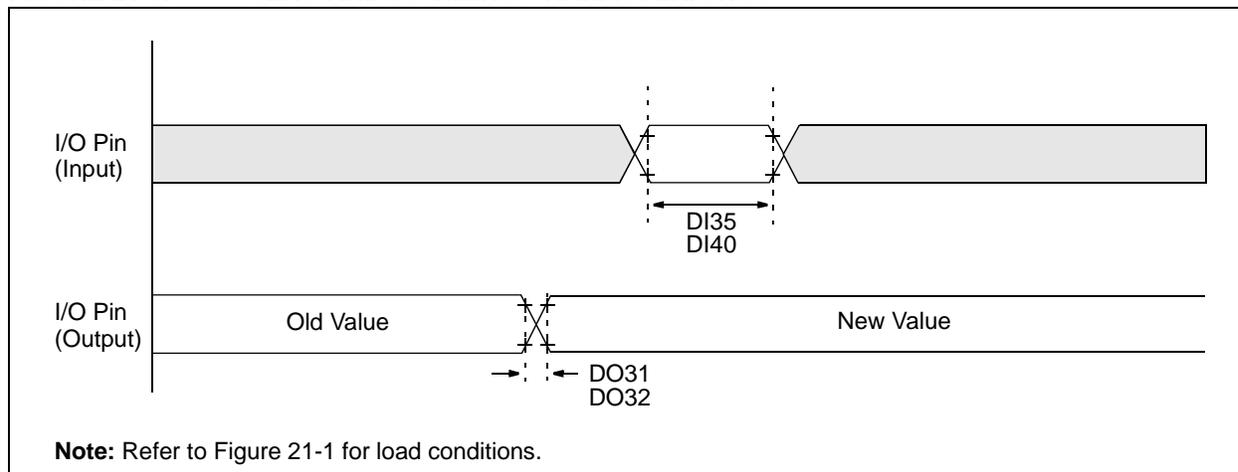 I/O Pin
(Input)
DI35
DI40
I/O Pin
(Output)
Old Value
New Value
DO31
DO32
Note: Refer to Figure 21-1 for load conditions.